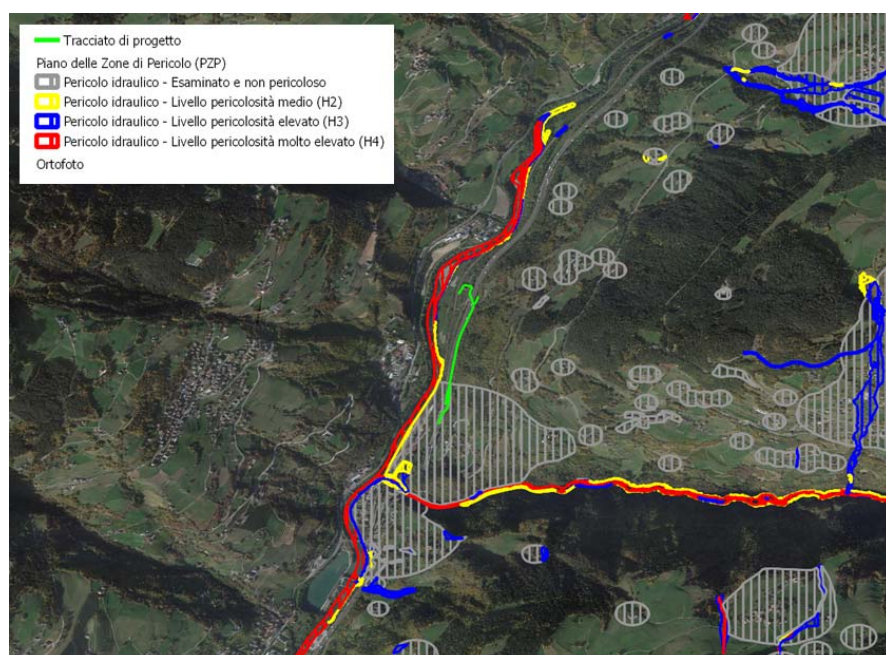 Tracciato di progetto
Piano delle Zone di Pericolo (PZP)
Pericolo idraulico - Esaminato e non pericoloso
Pericolo idraulico - Livello pericolosità medio (H2)
Pericolo idraulico - Livello pericolosità elevato (H3)
Pericolo idraulico - Livello pericolosità molto elevato (H4)
Ortofoto